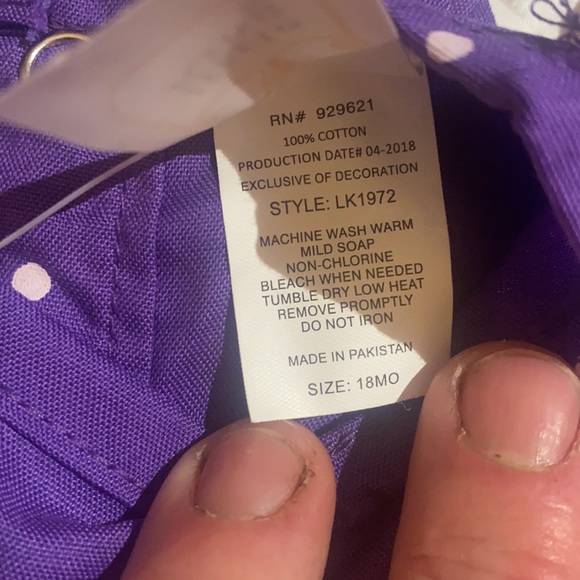 RN# 929621
100% COTTON
PRODUCTION DATE# 04-2018
EXCLUSIVE OF DECORATION
STYLE: LK1972
MACHINE WASH WARM
MILD SOAP
NON-CHLORINE
BLEACH WHEN NEEDED
TUMBLE DRY LOW HEAT
REMOVE PROMPTLY
DO NOT IRON
MADE IN PAKISTAN
SIZE: 18MO